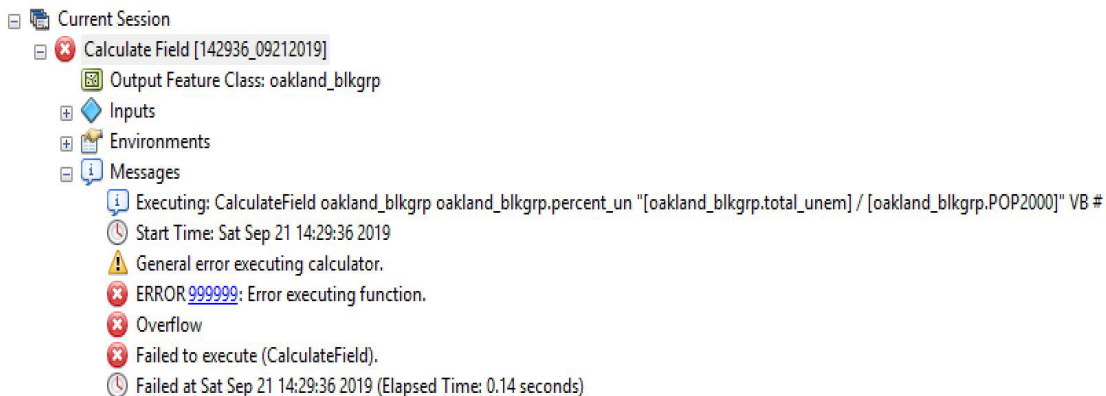 Current Session
Calculate Field [142936_09212019]
Output Feature Class: oakland_blkgrp
Inputs
Environments
Messages
Executing: CalculateField oakland_blkgrp oakland_blkgrp.percent_un "[oakland_blkgrp.total_unem] / [oakland_blkgrp.POP2000]" VB #
Start Time: Sat Sep 21 14:29:36 2019
General error executing calculator.
ERROR 999999: Error executing function.
Overflow
Failed to execute (CalculateField).
Failed at Sat Sep 21 14:29:36 2019 (Elapsed Time: 0.14 seconds)